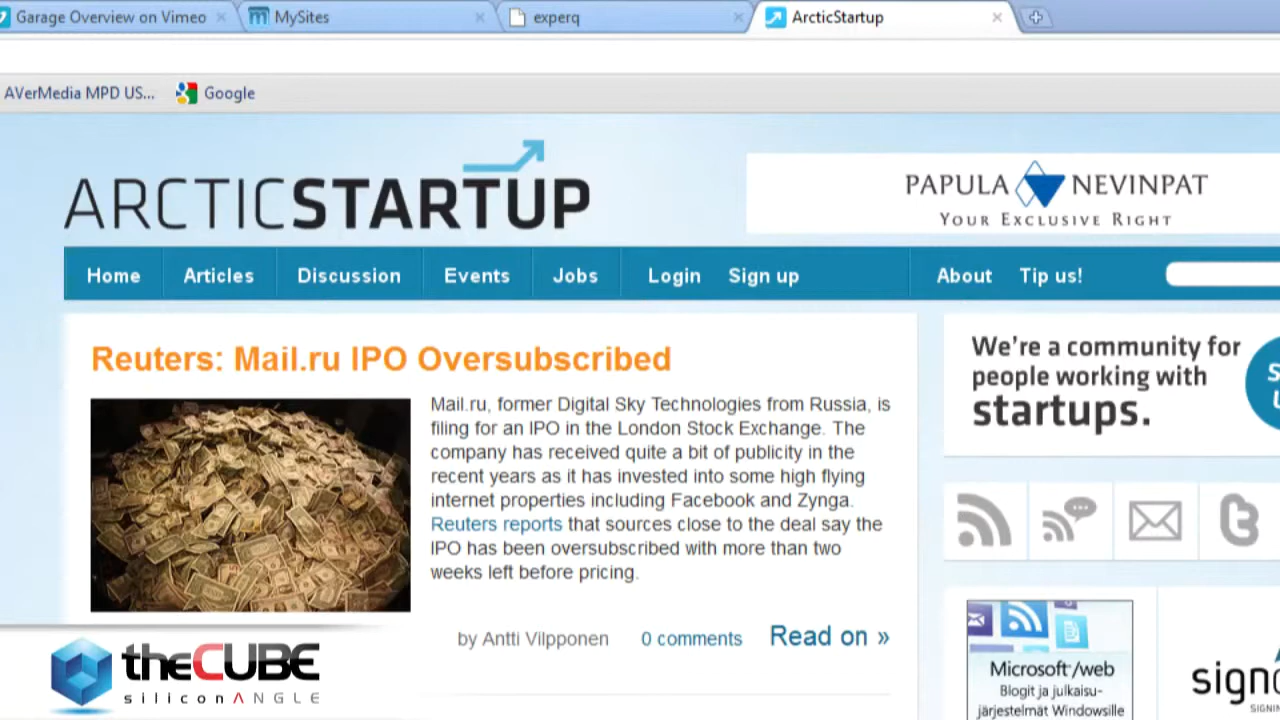 Garage Overview on Vimeo
MySites
experq
ArcticStartup
AVerMedia MPD US...
Google
ARCTICSTARTUP
PAPULA NEVINPAT
YOUR EXCLUSIVE RIGHT
Home
Articles
Discussion
Events
Jobs
Login
Sign up
About
Tip us!
Reuters: Mail.ru IPO Oversubscribed
Mail.ru, former Digital Sky Technologies from Russia, is
filing for an IPO in the London Stock Exchange. The
company has received quite a bit of publicity in the
recent years as it has invested into some high flying
internet properties including Facebook and Zynga.
Reuters reports that sources close to the deal say the
IPO has been oversubscribed with more than two
weeks left before pricing.
by Antti Vilpponen
0 comments
Read on »
We're a community for
people working with
startups.
Microsoft/web
Blogit ja julkaisu-
järjestelmät Windowsille
theCUBE
siliconANGLE